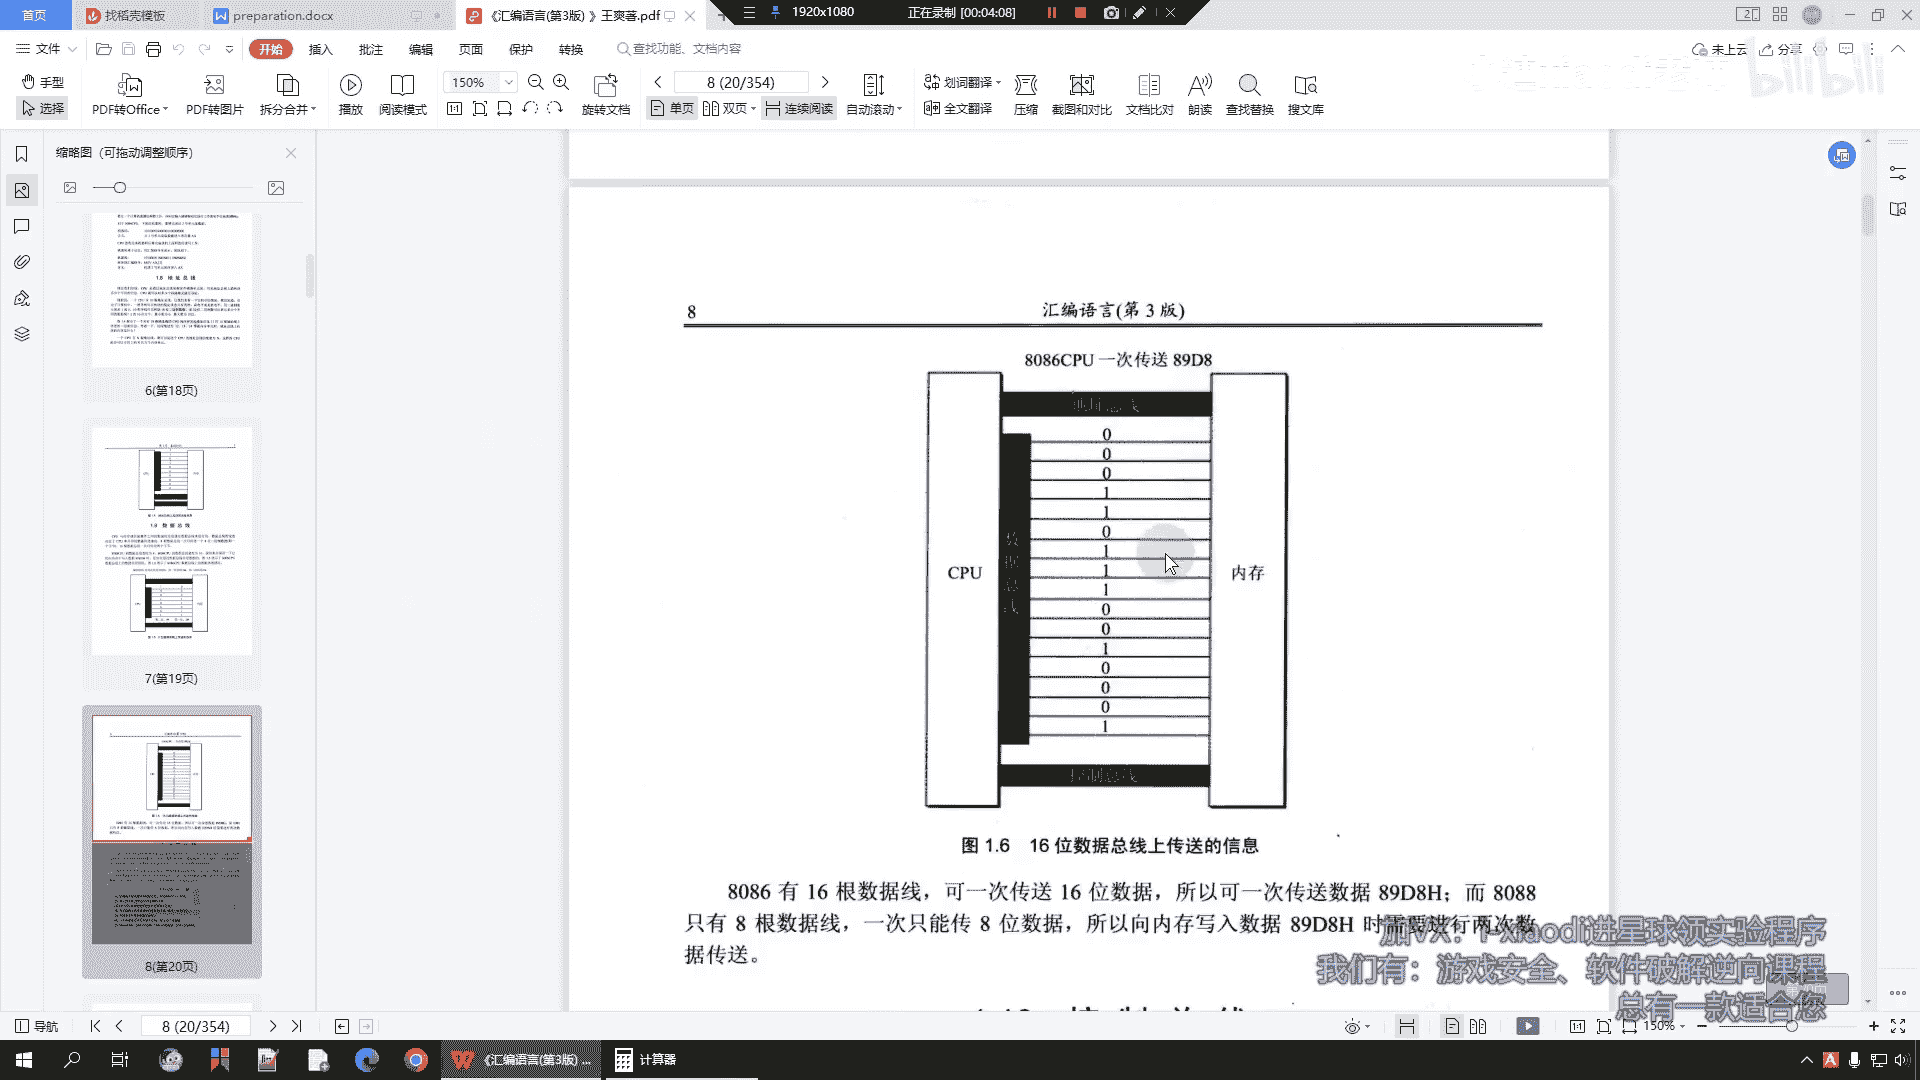 首页
找稻壳模板
preparation.docx
《汇编语言(第3版) 》王爽著.pdf
1920x1080
正在录制 [00:04:08]
文件
开始
插入
批注
编辑
页面
保护
转换
查找功能、文档内容
未上云
分享
bilibili
手型
选择
PDF转Office
PDF转图片
拆分合并
播放
阅读模式
150%
旋转文档
8 (20/354)
单页
双页
连续阅读
自动滚动
划词翻译
全文翻译
压缩
截图和对比
文档比对
朗读
查找替换
搜文库
缩略图（可拖动调整顺序）
6(第18页)
7(第19页)
8(第20页)
8
汇编语言(第 3 版)
8086CPU 一次传送 89D8
0
0
0
1
1
0
1
1
1
0
0
1
0
0
0
1
CPU
数据总线
内存
控制总线
图 1.6 16 位数据总线上传送的信息
8086 有 16 根数据线，可一次传送 16 位数据，所以可一次传送数据 89D8H；而 8088
只有 8 根数据线，一次只能传 8 位数据，所以向内存写入数据 89D8H 时需要进行两次数
据传送。
加VX：r-xiaodi进星球领实验程序
我们有：游戏安全、软件破解逆向课程
总有一款适合您
导航
8 (20/354)
150%
《汇编语言(第3版) ...
计算器